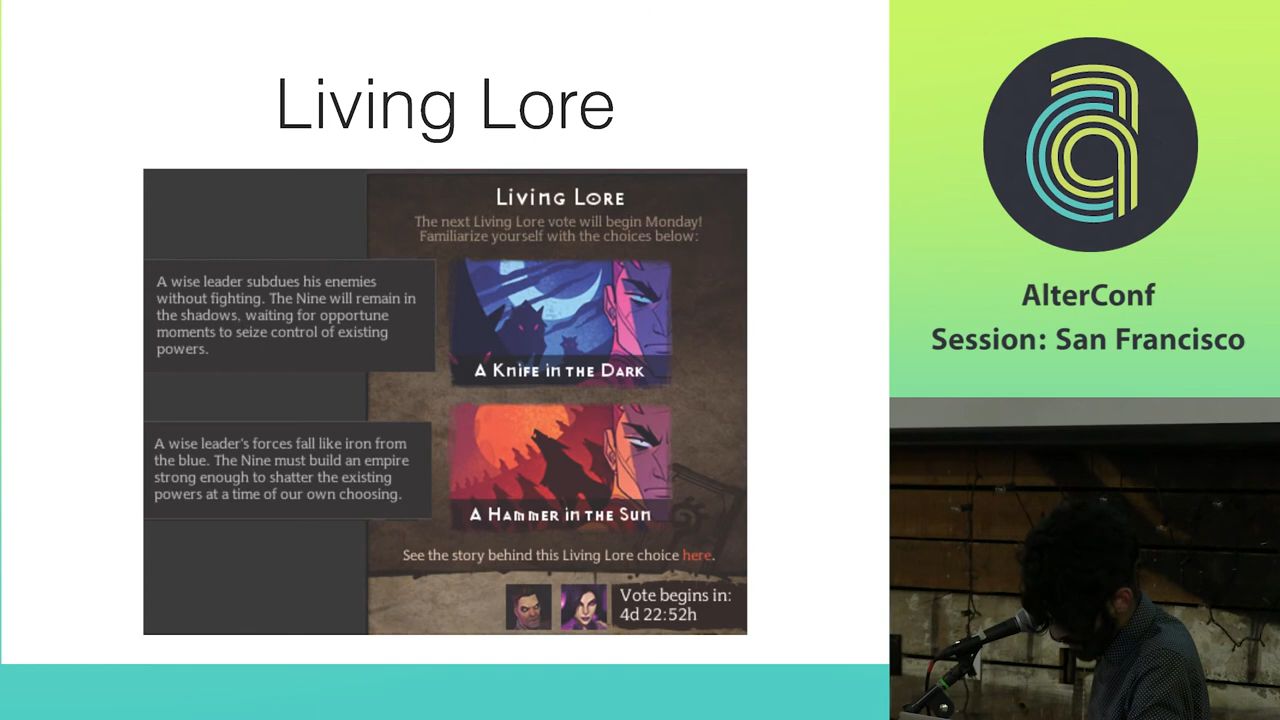 Living Lore
Living Lore
The next Living Lore vote will begin Monday!
Familiarize yourself with the choices below:
A wise leader subdues his enemies
without fighting. The Nine will remain in
the shadows, waiting for opportune
moments to seize control of existing
powers.
A Knife in the Dark
A wise leader's forces fall like iron from
the blue. The Nine must build an empire
strong enough to shatter the existing
powers at a time of our own choosing.
A Hammer in the Sun
See the story behind this Living Lore choice here.
Vote begins in:
4d 22:52h
AlterConf
Session: San Francisco